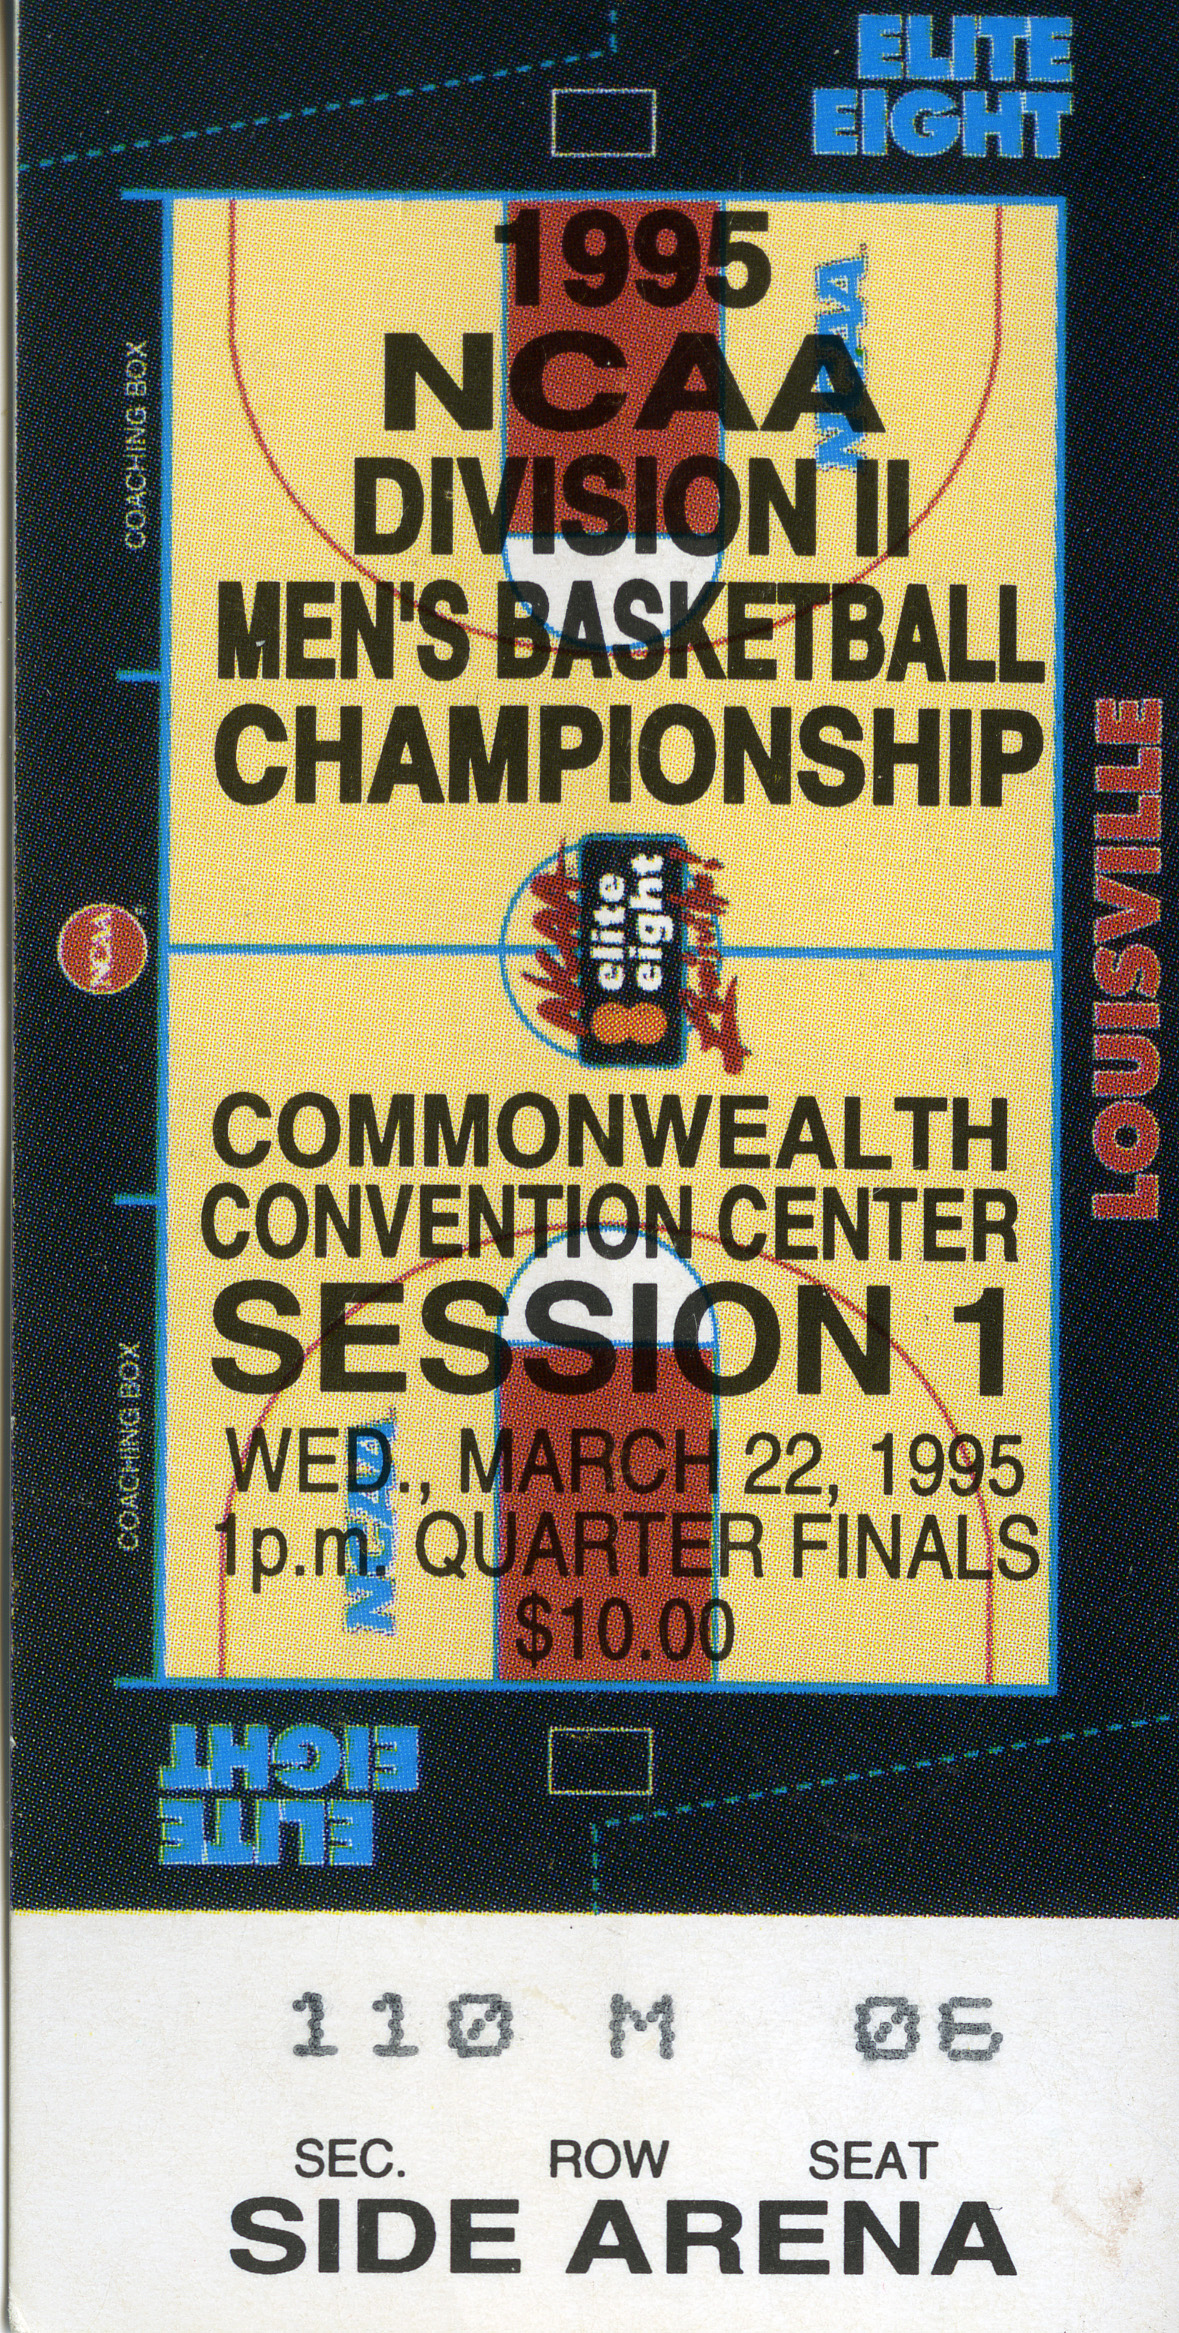 ELITE
EIGHT
1995
NCAA
NCAA
DIVISION II
MEN'S BASKETBALL
CHAMPIONSHIP
COACHING BOX
NCAA
elite
eight
LOUISVILLE
COMMONWEALTH
CONVENTION CENTER
SESSION 1
COACHING BOX
WED., MARCH 22, 1995
NCAA
1p.m. QUARTER FINALS
$10.00
ELITE
EIGHT
110 M 06
SEC. ROW SEAT
SIDE ARENA